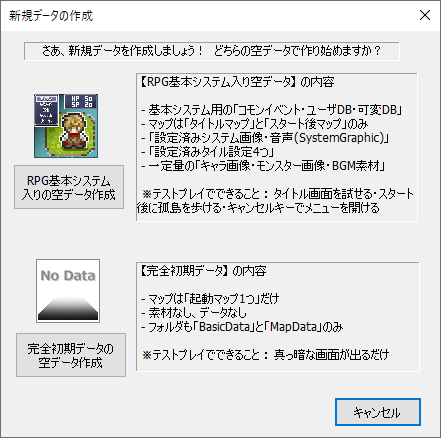 新規データの作成
さあ、新規データを作成しましょう！ どちらの空データで作り始めますか？
【RPG基本システム入り空データ】の内容
- 基本システム用の「コモンイベント・ユーザDB・可変DB」
- マップは「タイトルマップ」と「スタート後マップ」のみ
- 「設定済みシステム画像・音声(SystemGraphic)」
- 「設定済みタイル設定4つ」
- 一定量の「キャラ画像・モンスター画像・BGM素材」
※テストプレイでできること： タイトル画面を試せる・スタート
後に孤島を歩ける・キャンセルキーでメニューを開ける
HP 50
SP 20
RPG基本システム
入りの空データ作成
No Data
完全初期データの
空データ作成
【完全初期データ】の内容
- マップは「起動マップ1つ」だけ
- 素材なし、データなし
- フォルダも「BasicData」と「MapData」のみ
※テストプレイでできること： 真っ暗な画面が出るだけ
キャンセル